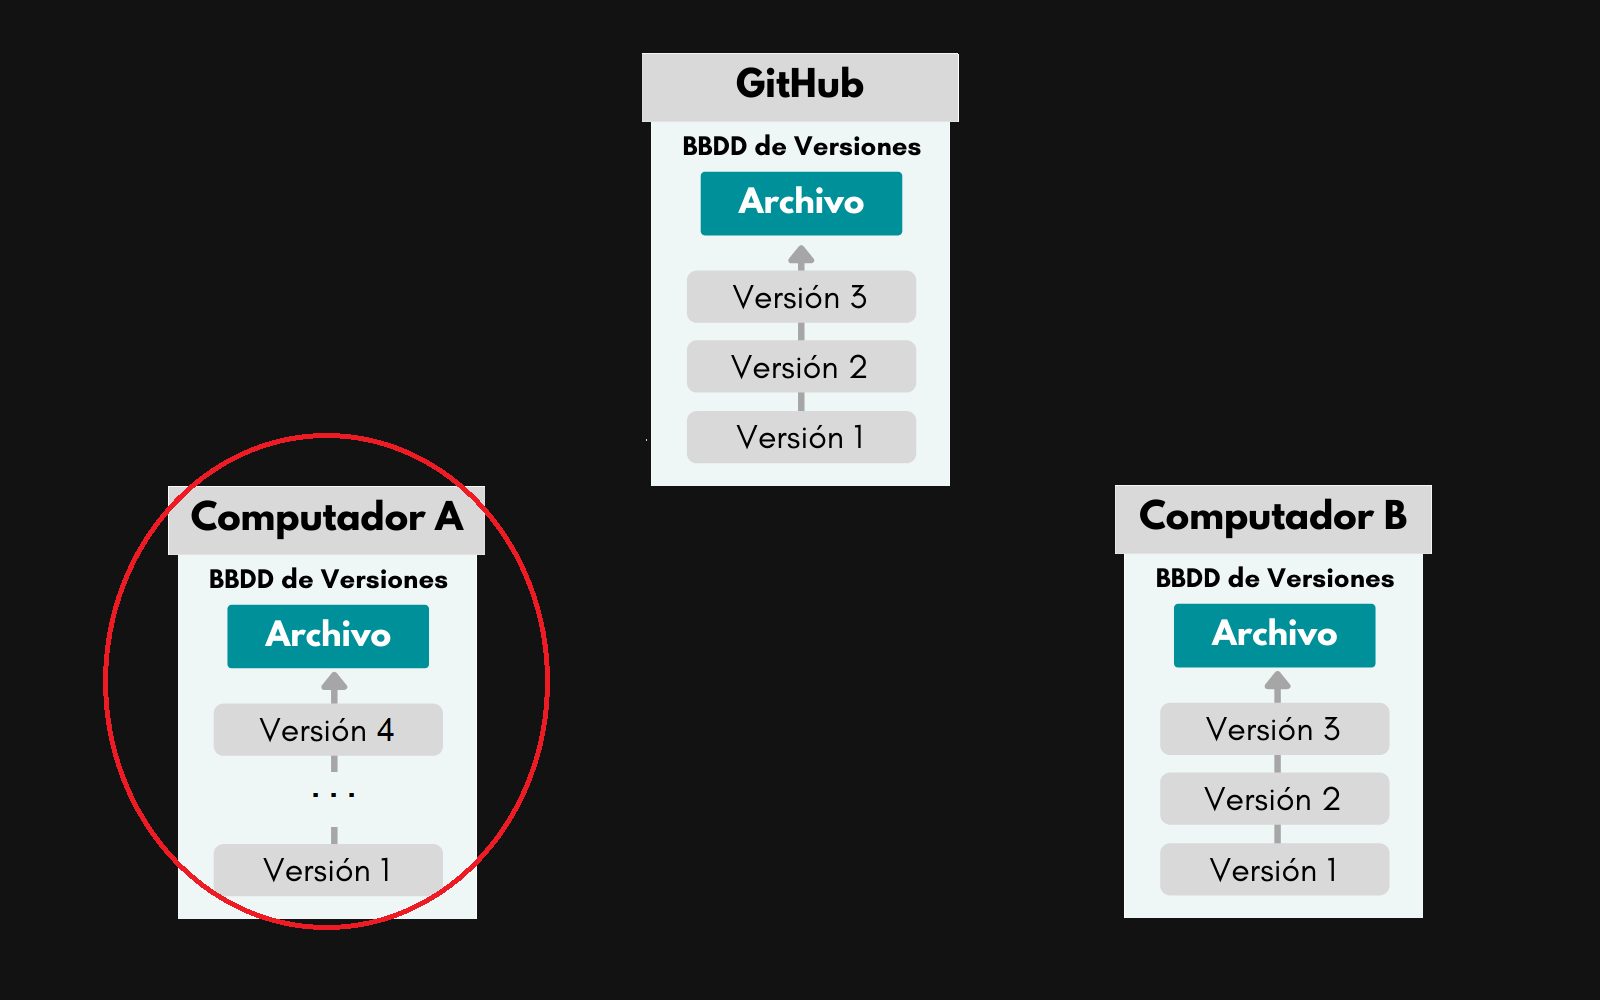 GitHub
BBDD de Versiones
Archivo
Versión 3
Versión 2
Versión 1
Computador A
BBDD de Versiones
Archivo
Versión 4
...
Versión 1
Computador B
BBDD de Versiones
Archivo
Versión 3
Versión 2
Versión 1